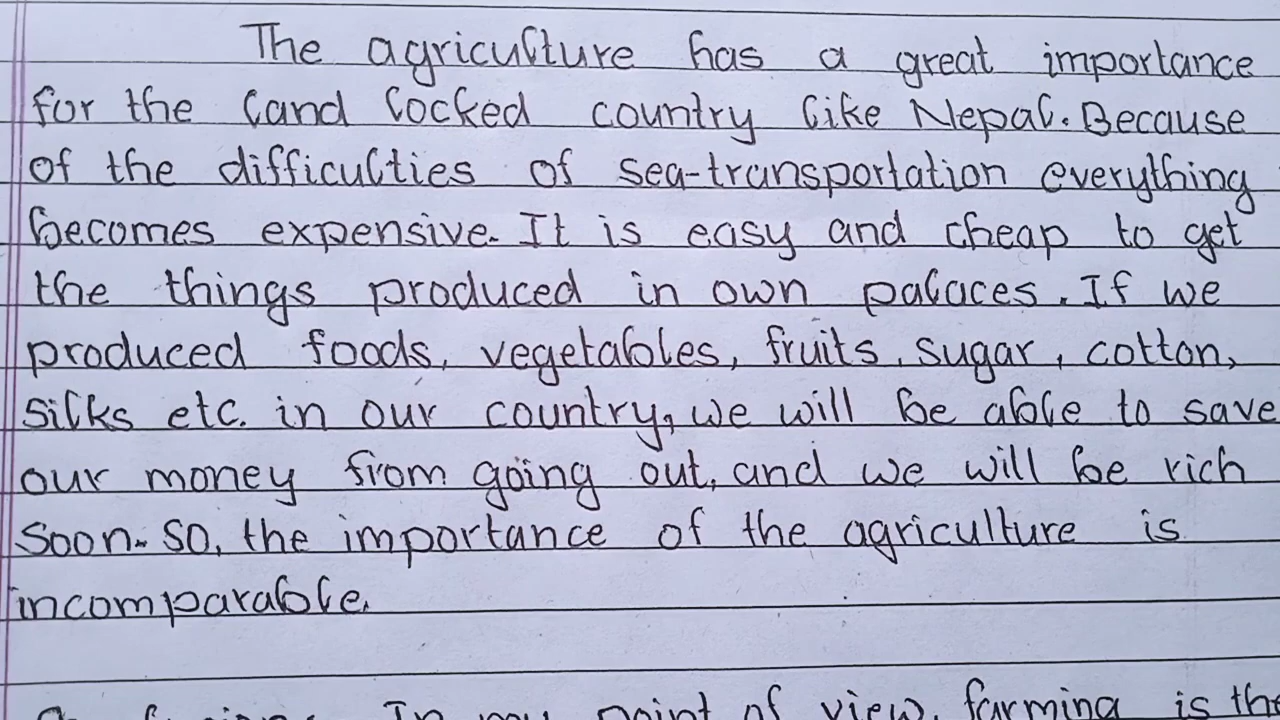 The agriculture has a great importance
for the land locked country like Nepal. Because
of the difficulties of sea-transportation everything
becomes expensive. It is easy and cheap to get
the things produced in own palaces. If we
produced foods, vegetables, fruits, sugar, cotton,
silks etc. in our country, we will be able to save
our money from going out, and we will be rich
soon. So, the importance of the agriculture is
incomparable.
In my point of view, farming is the